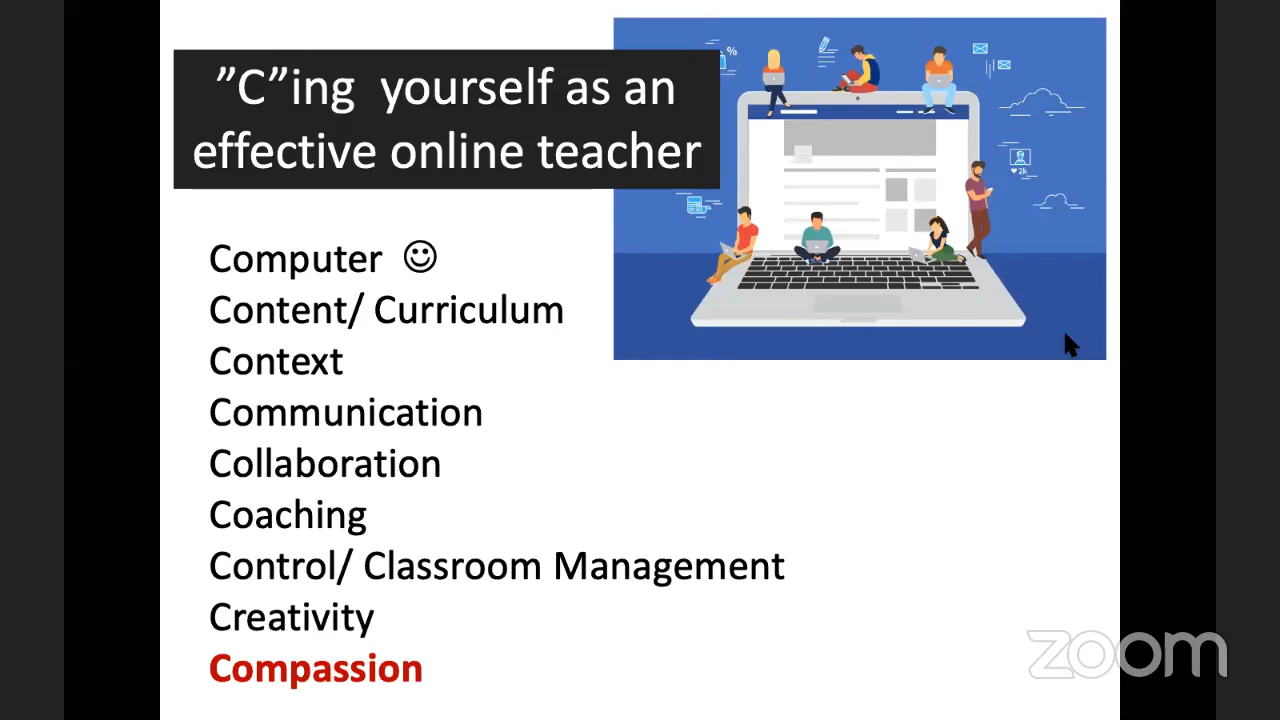 ”C”ing yourself as an
effective online teacher
%
2k
Computer ☺
Content/ Curriculum
Context
Communication
Collaboration
Coaching
Control/ Classroom Management
Creativity
Compassion
zoom